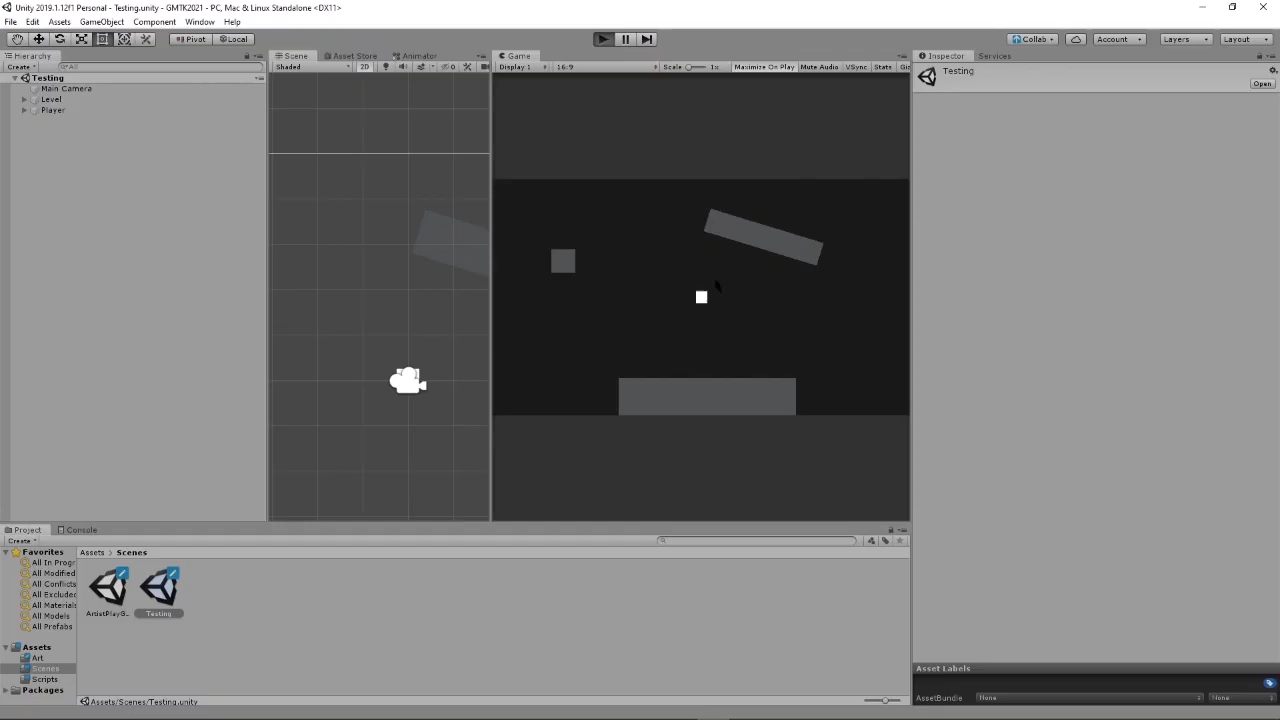 Unity 2019.1.12f1 Personal - Testing.unity - GMTK2021 - PC, Mac & Linux Standalone <DX11>
File Edit Assets GameObject Component Window Help
Pivot Local Collab Account Layers Layout
Hierarchy Scene Asset Store Animator Game Inspector Services
Create All Shaded 2D 0 Display 1 16:9 Scale 1x Maximize On Play Mute Audio VSync Stats Testing
Testing
Open
Main Camera
Level
Player
Project Console
Create
Favorites Assets > Scenes
All In Progr
All Modified
All Conflicts
All Excluded
All Materials
All Models ArtistPlayG... Testing
All Prefabs
Assets
Art
Scenes
Scripts
Packages
Assets/Scenes/Testing.unity
Asset Labels
AssetBundle None None